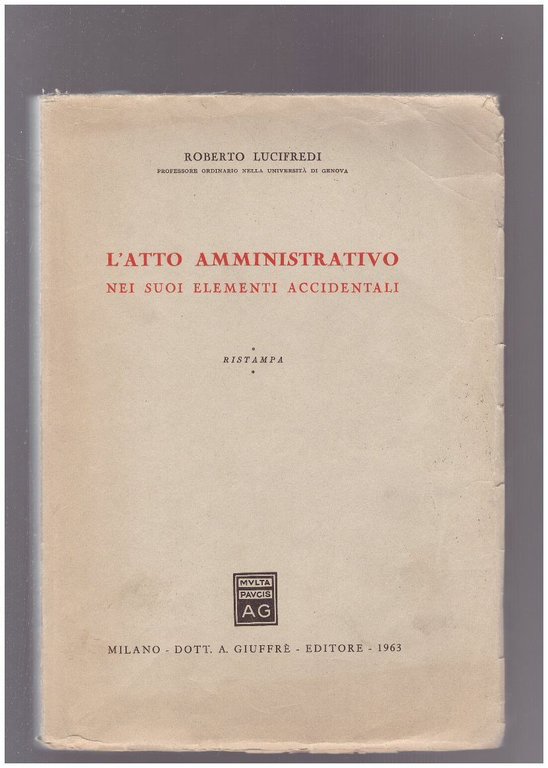 ROBERTO LUCIFREDI
PROFESSORE ORDINARIO NELLA UNIVERSITÀ DI GENOVA
L'ATTO AMMINISTRATIVO
NEI SUOI ELEMENTI ACCIDENTALI
*
RISTAMPA
*
MVLTA
PAVCIS
AG
MILANO - DOTT. A. GIUFFRÈ - EDITORE - 1963